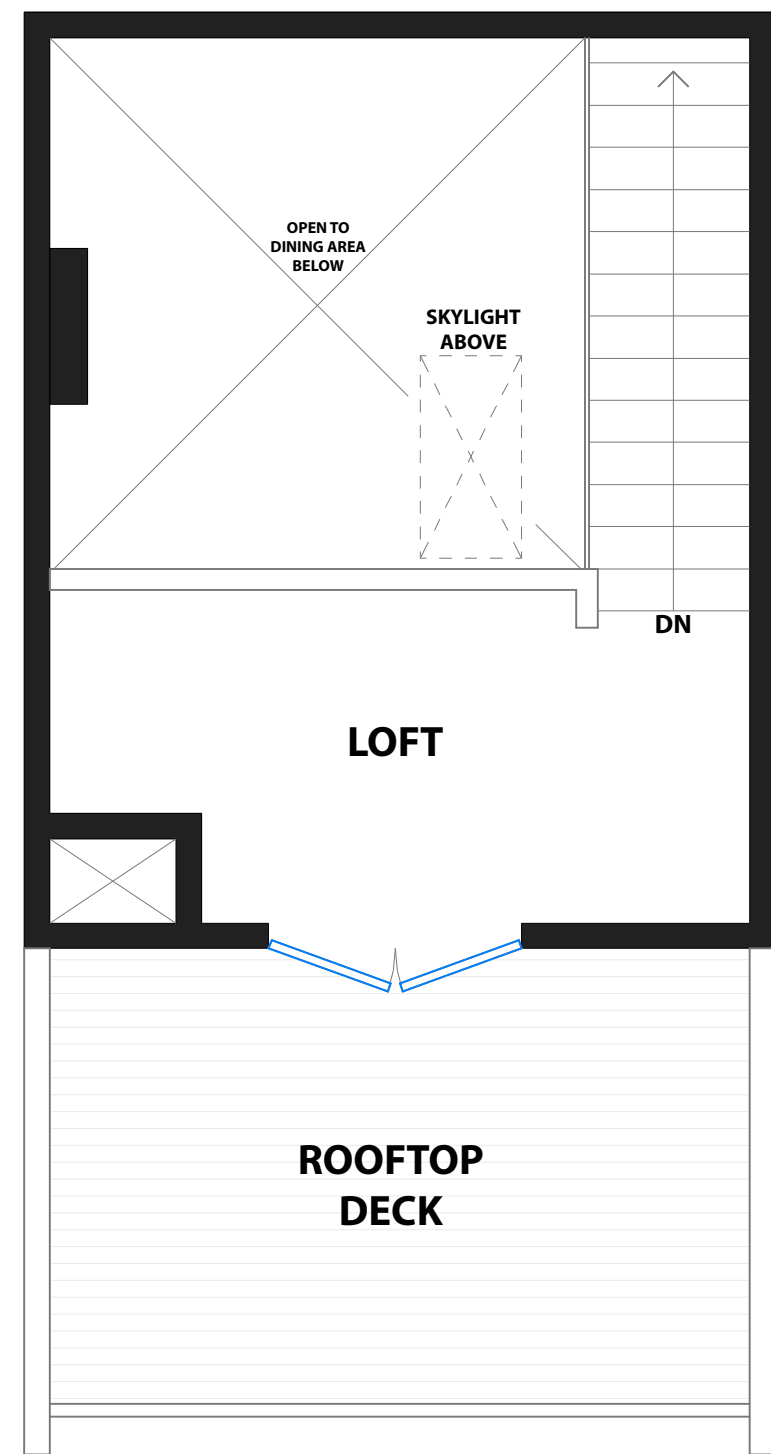 OPEN TO
DINING AREA
BELOW
SKYLIGHT
ABOVE
DN
LOFT
ROOFTOP
DECK